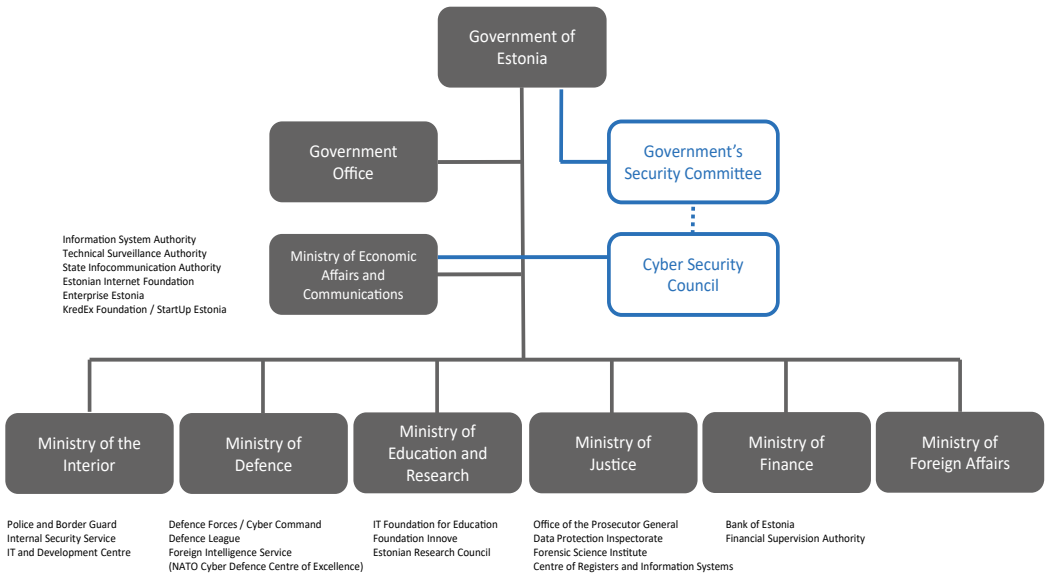 Government of
Estonia
Government
Office
Government's
Security Committee
Information System Authority
Technical Surveillance Authority
State Infocommunication Authority
Estonian Internet Foundation
Enterprise Estonia
KredEx Foundation / StartUp Estonia
Ministry of Economic
Affairs and
Communications
Cyber Security
Council
Ministry of the
Interior
Ministry of
Defence
Ministry of
Education and
Research
Ministry of
Justice
Ministry of
Finance
Ministry of
Foreign Affairs
Police and Border Guard
Internal Security Service
IT and Development Centre
Defence Forces / Cyber Command
Defence League
Foreign Intelligence Service
(NATO Cyber Defence Centre of Excellence)
IT Foundation for Education
Foundation Innove
Estonian Research Council
Office of the Prosecutor General
Data Protection Inspectorate
Forensic Science Institute
Centre of Registers and Information Systems
Bank of Estonia
Financial Supervision Authority